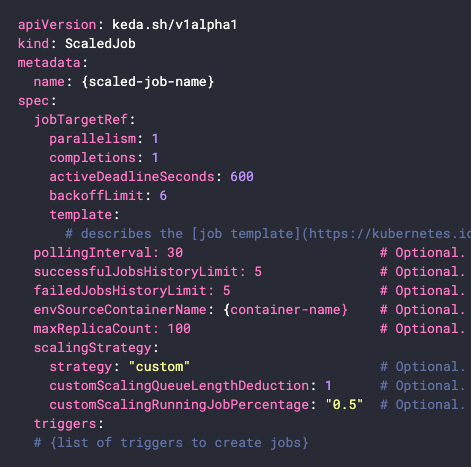 apiVersion: keda.sh/v1alpha1
kind: ScaledJob
metadata:
  name: {scaled-job-name}
spec:
  jobTargetRef:
    parallelism: 1
    completions: 1
    activeDeadlineSeconds: 600
    backoffLimit: 6
    template:
      # describes the [job template](https://kubernetes.io
  pollingInterval: 30                         # Optional.
  successfulJobsHistoryLimit: 5               # Optional.
  failedJobsHistoryLimit: 5                   # Optional.
  envSourceContainerName: {container-name}    # Optional.
  maxReplicaCount: 100                        # Optional.
  scalingStrategy:
    strategy: "custom"                        # Optional.
    customScalingQueueLengthDeduction: 1      # Optional.
    customScalingRunningJobPercentage: "0.5"  # Optional.
  triggers:
  # {list of triggers to create jobs}